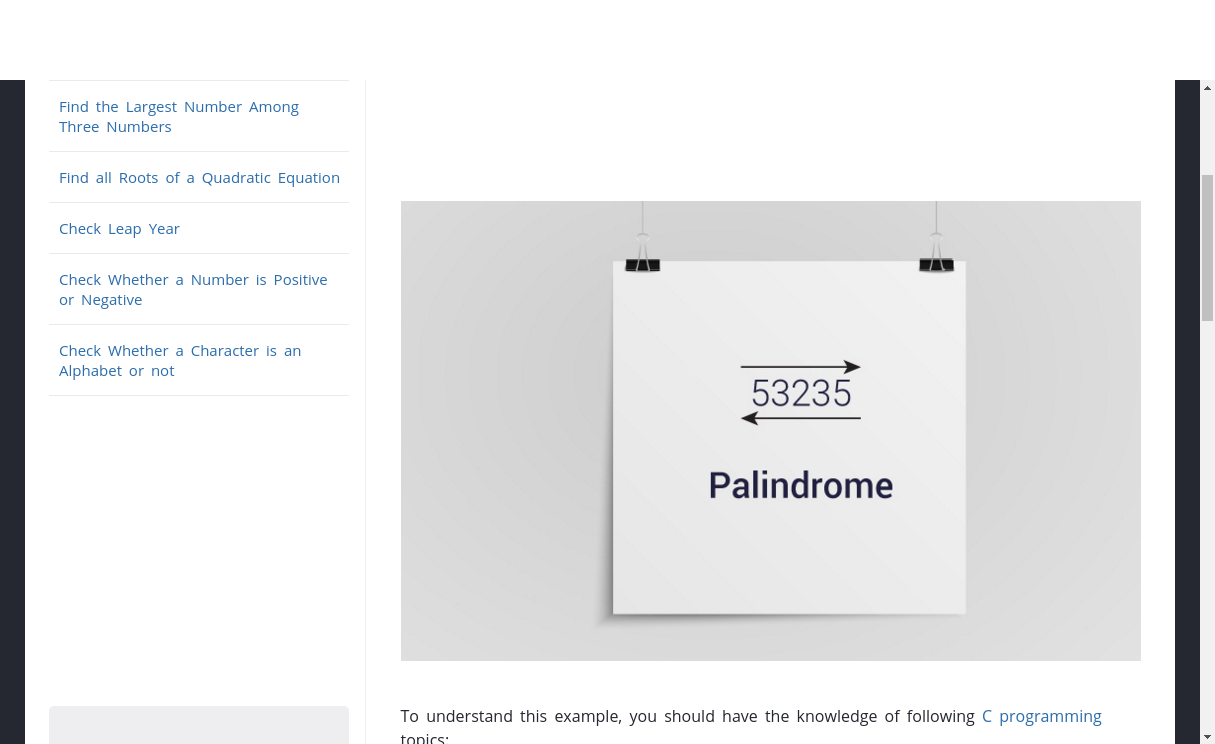 Find the Largest Number Among
Three Numbers
Find all Roots of a Quadratic Equation
Check Leap Year
Check Whether a Number is Positive
or Negative
Check Whether a Character is an
Alphabet or not
53235
Palindrome
To understand this example, you should have the knowledge of following C programming
topics: